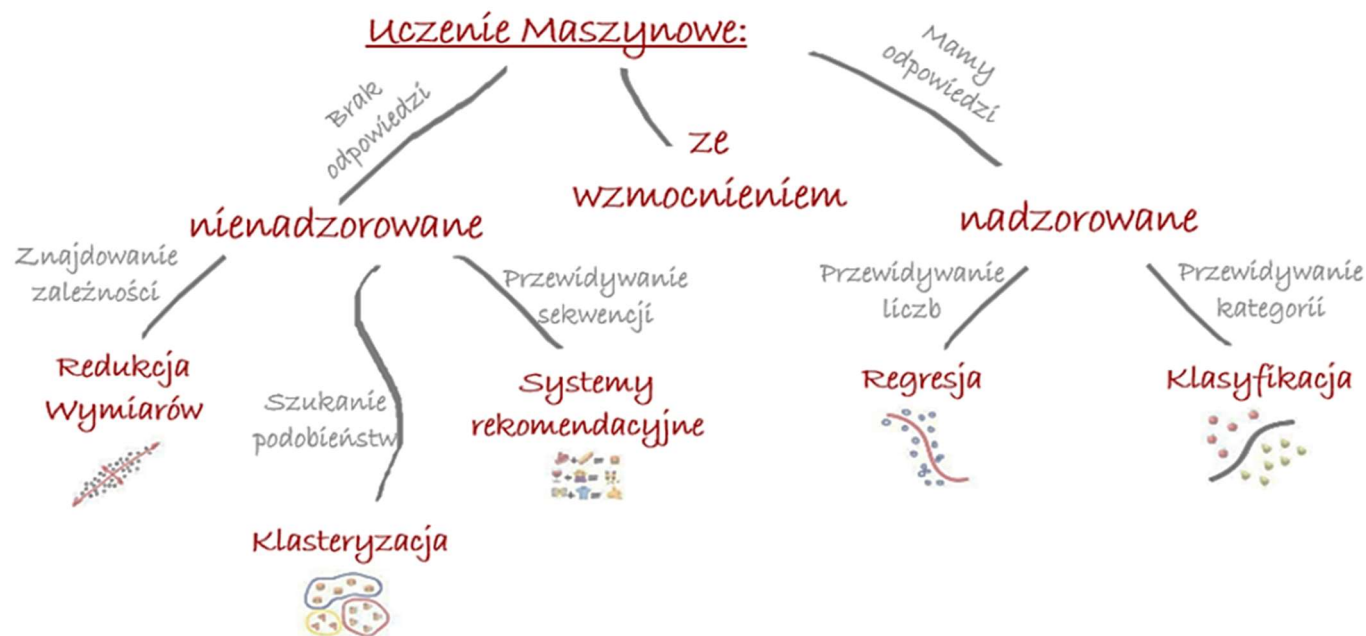 Uczenie Maszynowe:
Brak
odpowiedzi
Mamy
odpowiedzi
ze
wzmocnieniem
nienadzorowane
nadzorowane
Znajdowanie
zależności
Przewidywanie
sekwencji
Przewidywanie
liczb
Przewidywanie
kategorii
Redukcja
Wymiarów
Szukanie
podobieństw
Systemy
rekomendacyjne
Regresja
Klasyfikacja
Klasteryzacja